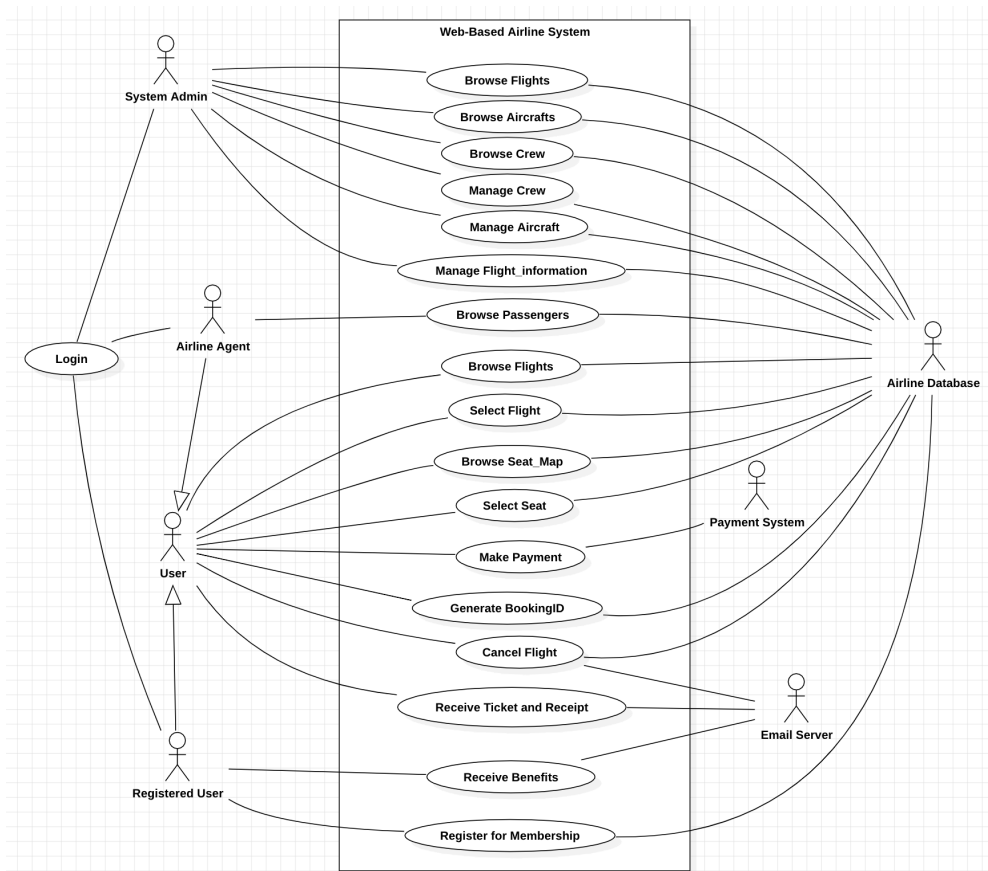 Web-Based Airline System
System Admin
Browse Flights
Browse Aircrafts
Browse Crew
Manage Crew
Manage Aircraft
Manage Flight_information
Browse Passengers
Airline Agent
Login
Browse Flights
Airline Database
Select Flight
Browse Seat_Map
Select Seat
Payment System
Make Payment
User
Generate BookingID
Cancel Flight
Receive Ticket and Receipt
Email Server
Receive Benefits
Registered User
Register for Membership